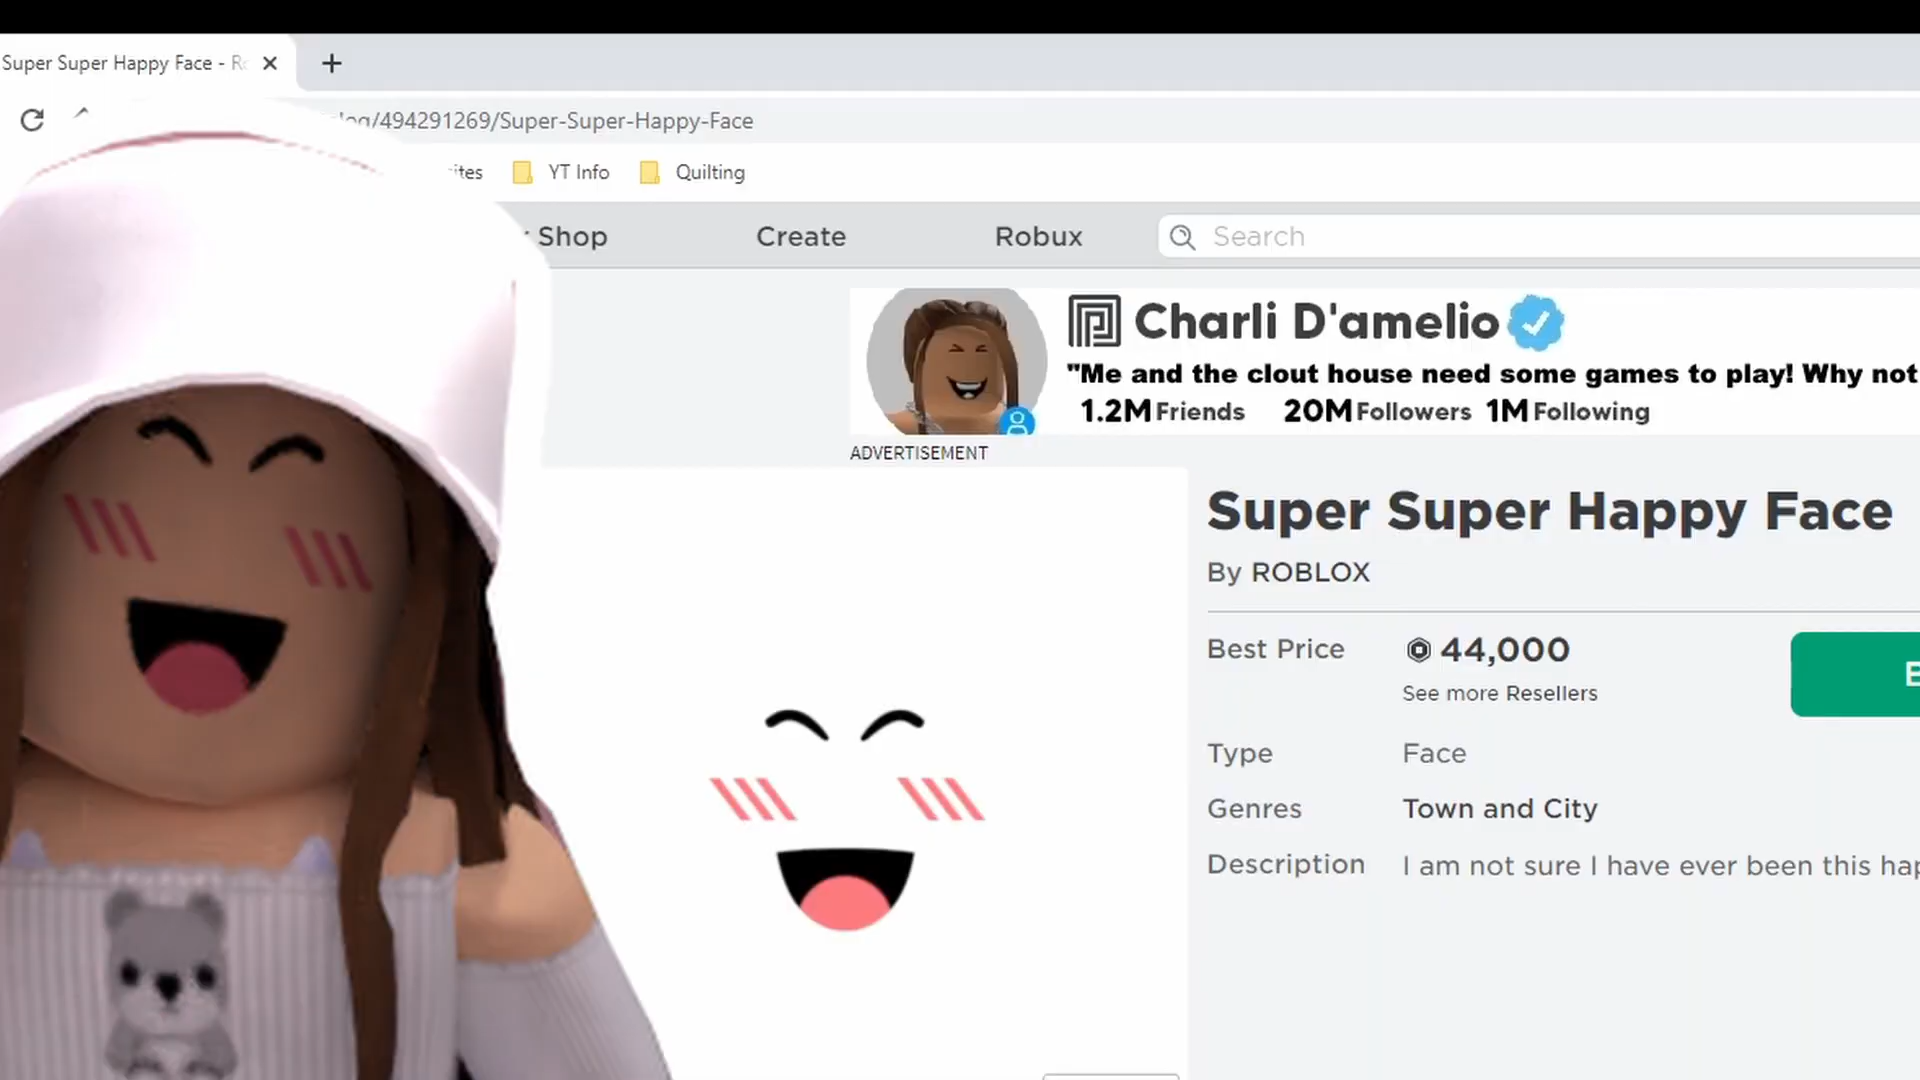 Super Super Happy Face - Ro
/494291269/Super-Super-Happy-Face
YT Info
Quilting
Shop
Create
Robux
Search
Charli D'amelio
"Me and the clout house need some games to play! Why not
1.2M Friends 20M Followers 1M Following
ADVERTISEMENT
Super Super Happy Face
By ROBLOX
Best Price 44,000
See more Resellers
Type Face
Genres Town and City
Description I am not sure I have ever been this hap